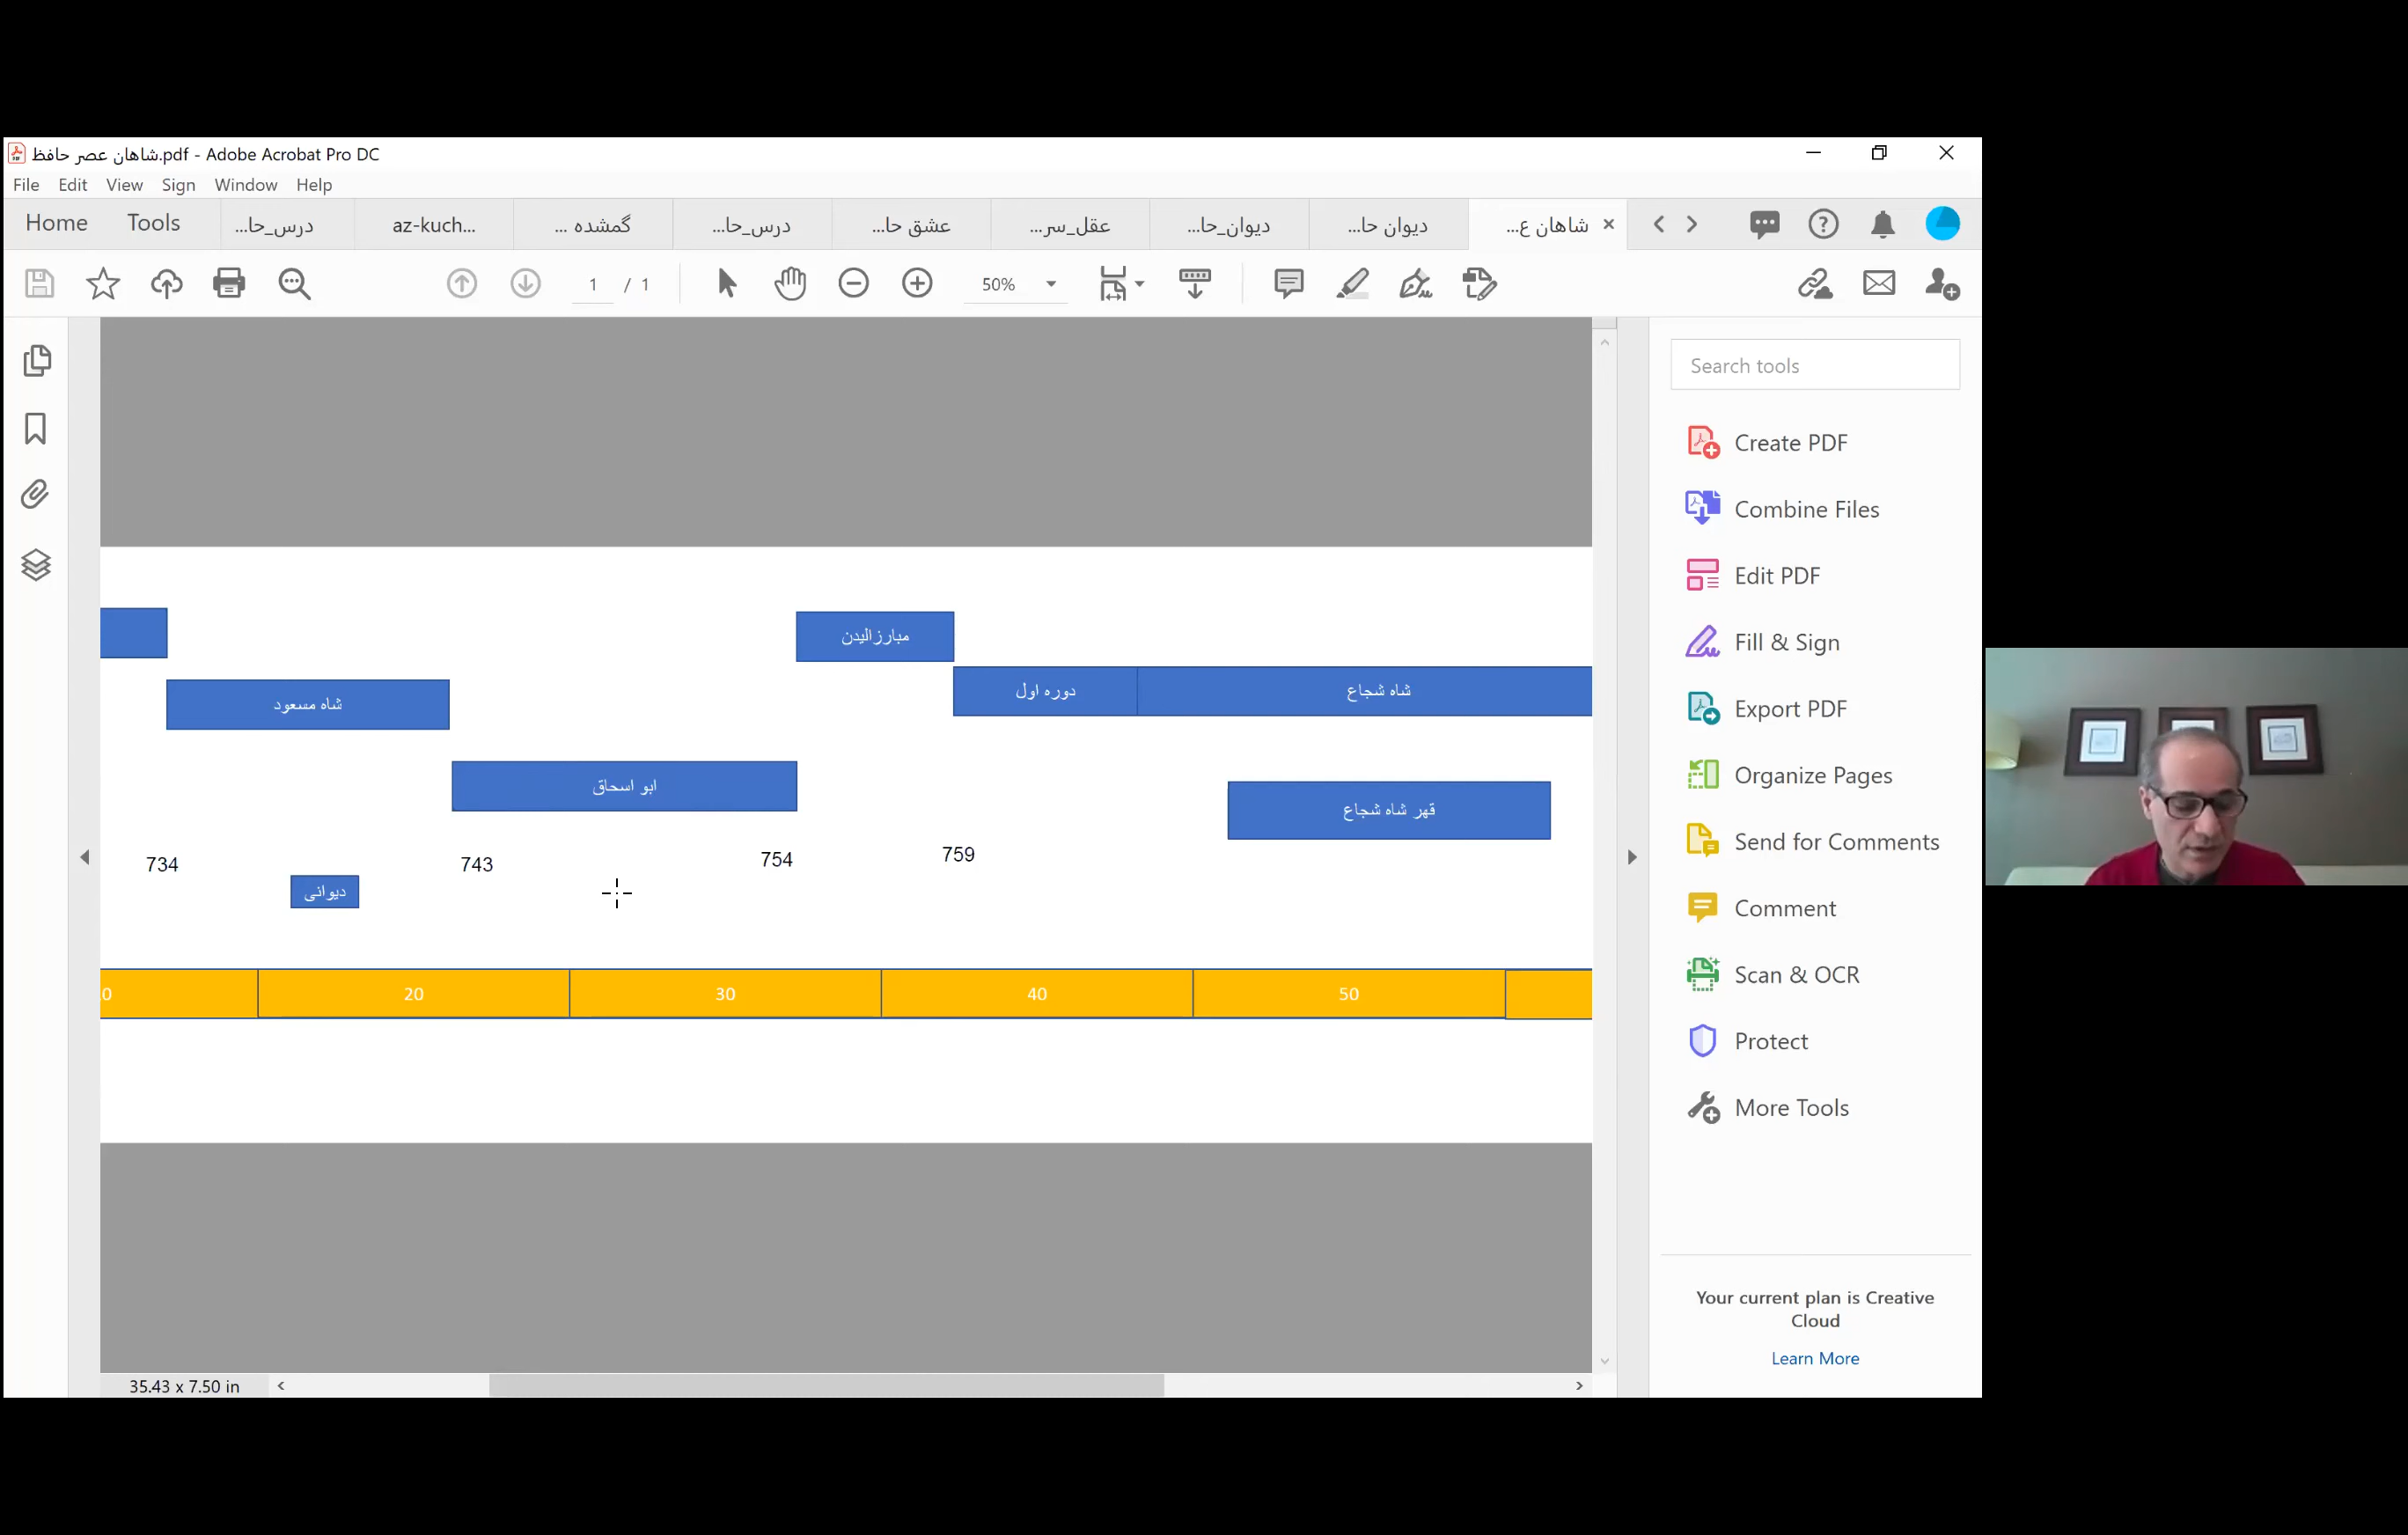 شاهان عصر حافظ.pdf - Adobe Acrobat Pro DC
File Edit View Sign Window Help
Home Tools درس_حا... az-kuch... گمشده ... درس_حا... عشق حا... عقل_سر... دیوان_حا... دیوان حا... شاهان ع...
1 / 1 50%
Search tools
Create PDF
Combine Files
Edit PDF
Fill & Sign
Export PDF
Organize Pages
Send for Comments
Comment
Scan & OCR
Protect
More Tools
Your current plan is Creative
Cloud
Learn More
مبارزالیدن
دوره اول شاه شجاع
شاه مسعود
ابو اسحاق
قهر شاه شجاع
734 743 754 759
دیوانی
0 20 30 40 50
35.43 x 7.50 in